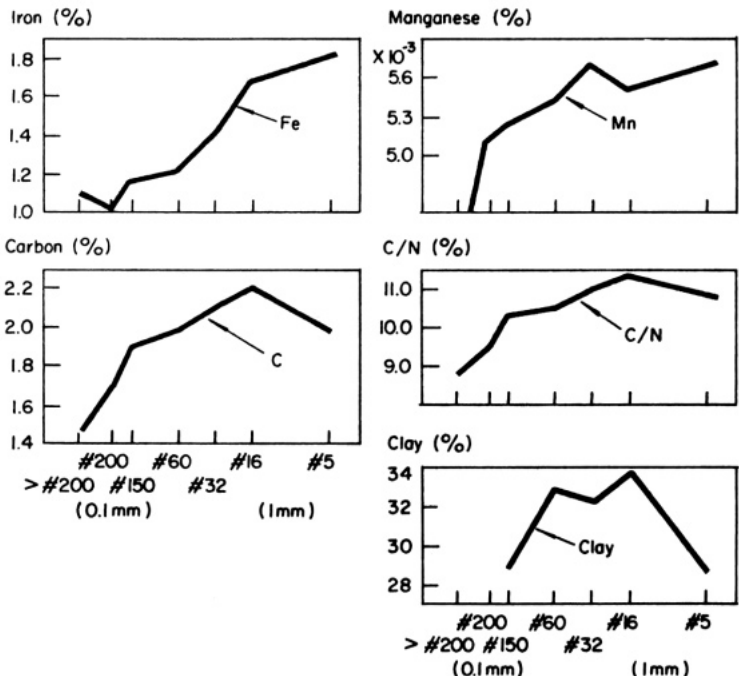 Iron (%)
1.8
1.6
1.4
1.2
1.0
Fe
Manganese (%)
X 10⁻³
5.6
5.3
5.0
Mn
Carbon (%)
2.2
2.0
1.8
1.6
1.4
C
#200 #60 #16 #5
> #200 #150 #32
(0.1mm) (1mm)
C/N (%)
11.0
10.0
9.0
C/N
Clay (%)
34
32
29
28
Clay
#200 #60 #16 #5
> #200 #150 #32
(0.1mm) (1mm)